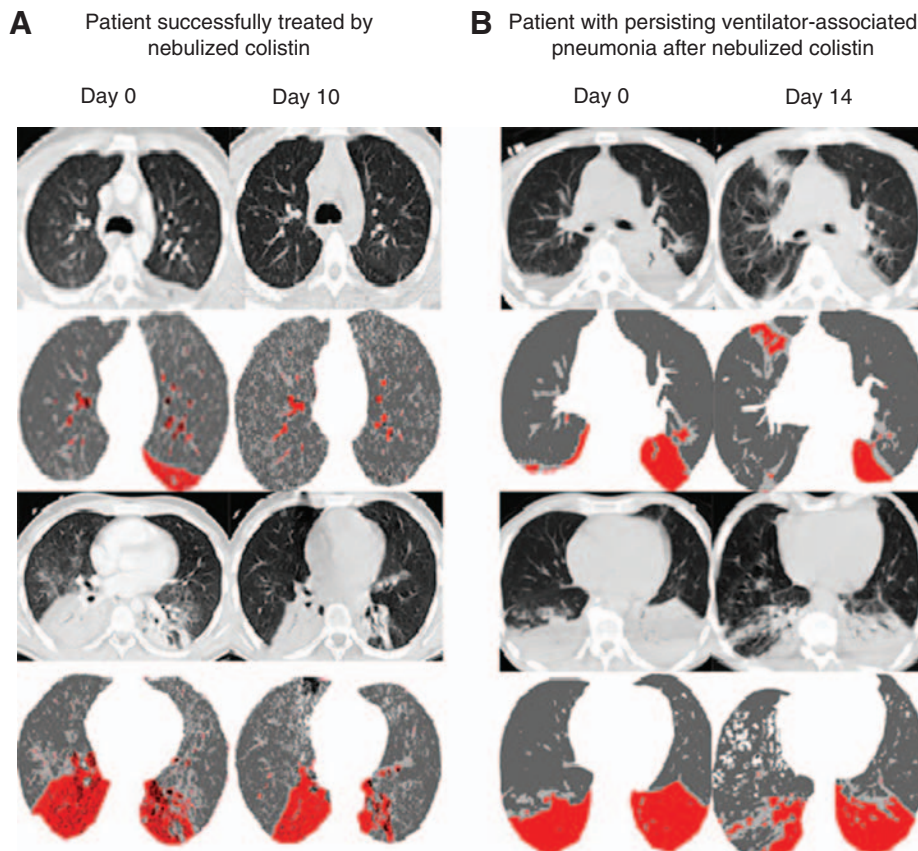 A
Patient successfully treated by
nebulized colistin
Day 0
Day 10
B
Patient with persisting ventilator-associated
pneumonia after nebulized colistin
Day 0
Day 14